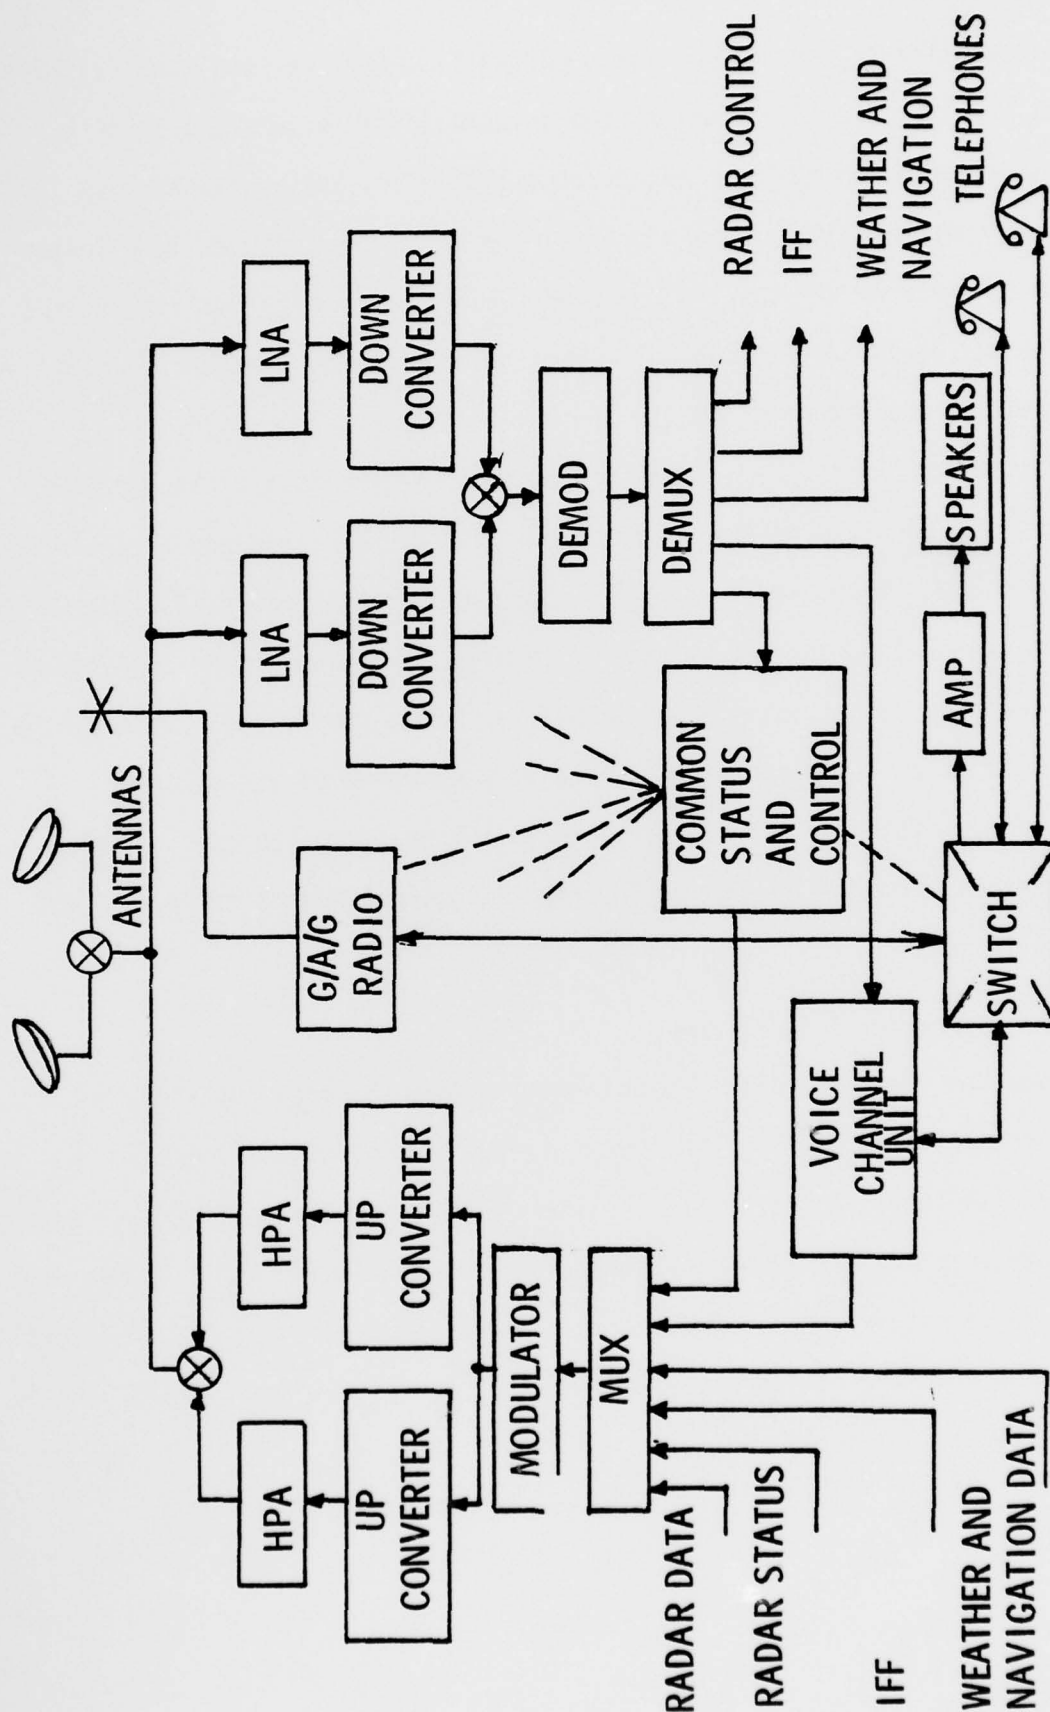 ANTENNAS
HPA
HPA
UP
CONVERTER
UP
CONVERTER
MODULATOR
MUX
RADAR DATA
RADAR STATUS
IFF
WEATHER AND
NAVIGATION DATA
G/A/G
RADIO
LNA
LNA
DOWN
CONVERTER
DOWN
CONVERTER
DEMOD
DEMUX
COMMON
STATUS
AND
CONTROL
VOICE
CHANNEL
UNIT
SWITCH
AMP
SPEAKERS
RADAR CONTROL
IFF
WEATHER AND
NAVIGATION
TELEPHONES